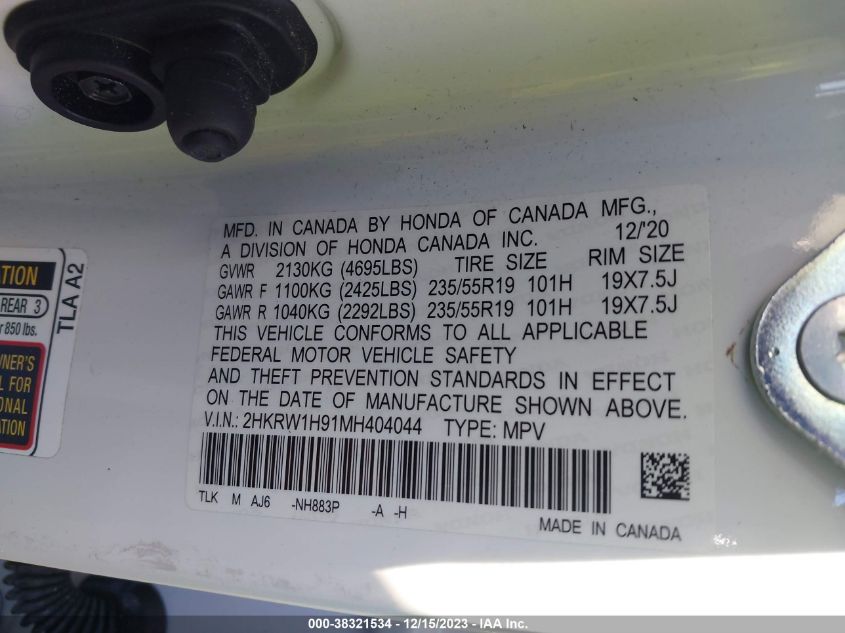 MFD. IN CANADA BY HONDA OF CANADA MFG.,
A DIVISION OF HONDA CANADA INC. 12/'20
GVWR 2130KG (4695LBS) TIRE SIZE RIM SIZE
GAWR F 1100KG (2425LBS) 235/55R19 101H 19X7.5J
GAWR R 1040KG (2292LBS) 235/55R19 101H 19X7.5J
THIS VEHICLE CONFORMS TO ALL APPLICABLE
FEDERAL MOTOR VEHICLE SAFETY
AND THEFT PREVENTION STANDARDS IN EFFECT
ON THE DATE OF MANUFACTURE SHOWN ABOVE.
V.I.N.: 2HKRW1H91MH404044 TYPE: MPV
TLK M AJ6 -NH883P -A -H
MADE IN CANADA
TLA A2
REAR 3
850 lbs.
FOR
000-38321534 - 12/15/2023 - IAA Inc.